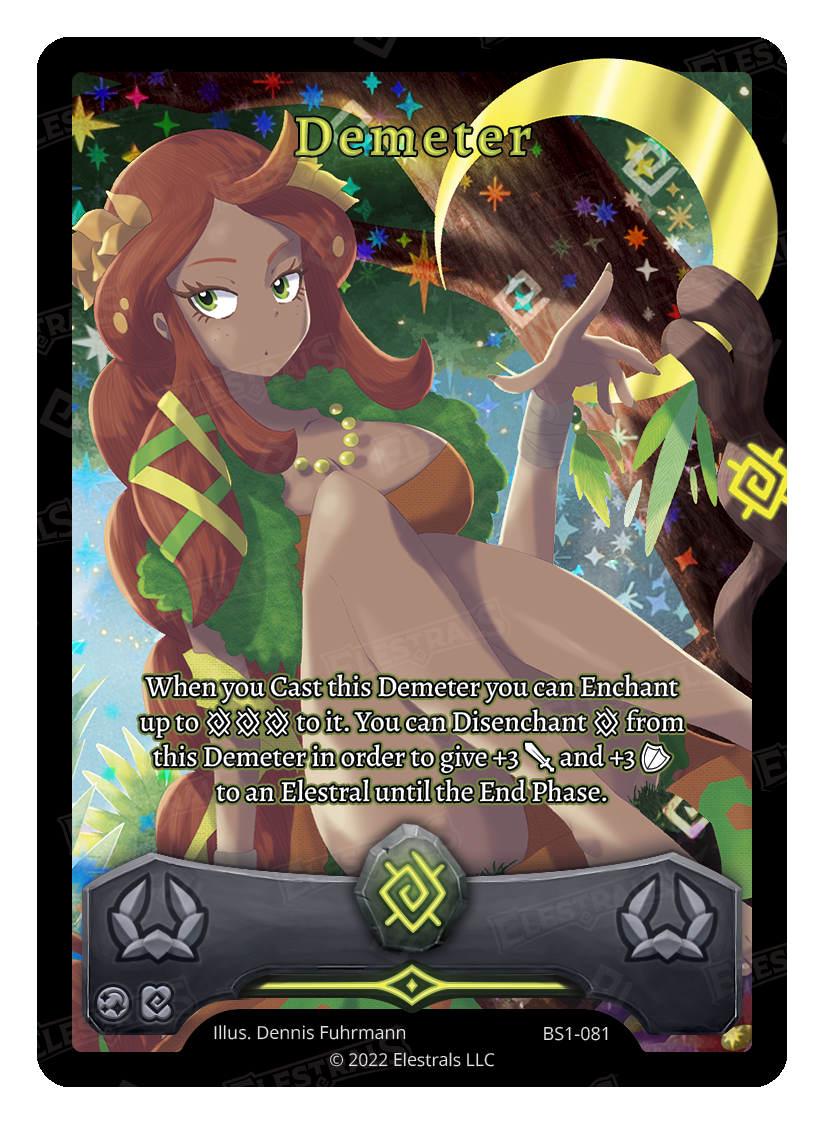 Demeter
When you Cast this Demeter you can Enchant
up to to it. You can Disenchant from
this Demeter in order to give +3 and +3
to an Elestral until the End Phase.
Illus. Dennis Fuhrmann
BS1-081
© 2022 Elestrals LLC